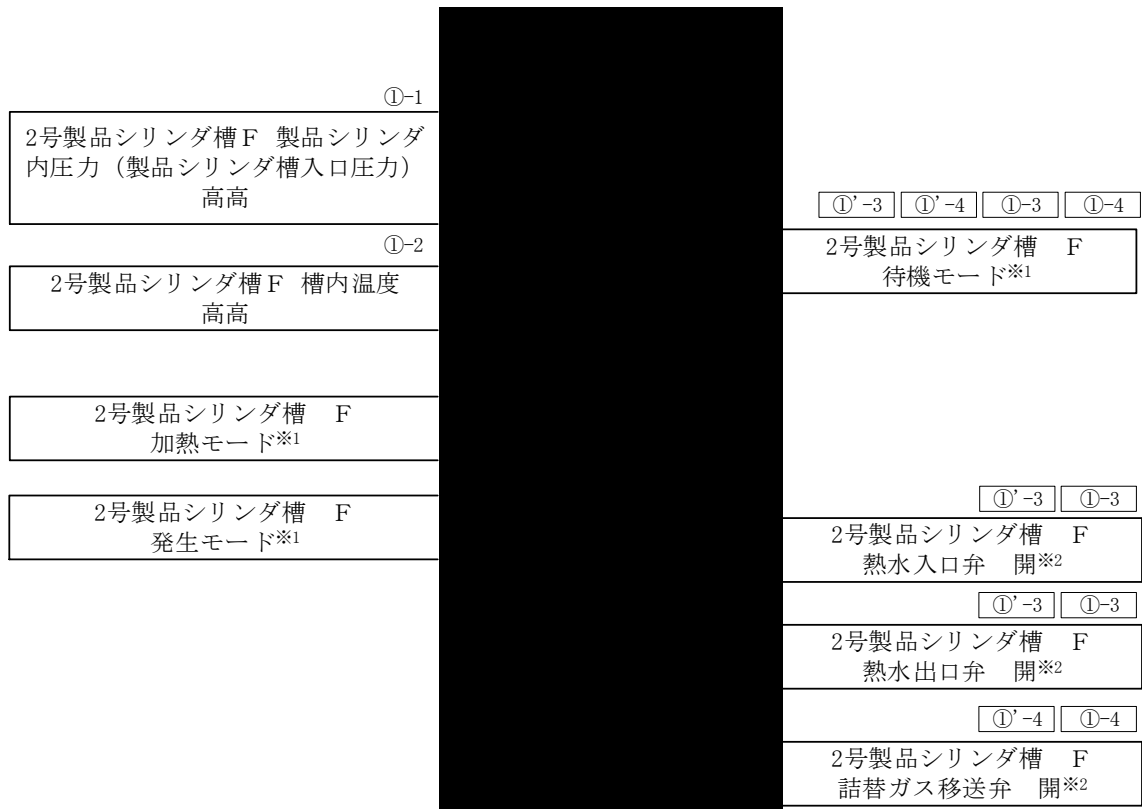 ①-1
2号製品シリンダ槽Ｆ 製品シリンダ
内圧力（製品シリンダ槽入口圧力）
高高
①-2
2号製品シリンダ槽Ｆ 槽内温度
高高
2号製品シリンダ槽　Ｆ
加熱モード※1
2号製品シリンダ槽　Ｆ
発生モード※1
①’-3 ①’-4 ①-3 ①-4
2号製品シリンダ槽　Ｆ
待機モード※1
①’-3 ①-3
2号製品シリンダ槽　Ｆ
熱水入口弁　開※2
①’-3 ①-3
2号製品シリンダ槽　Ｆ
熱水出口弁　開※2
①’-4 ①-4
2号製品シリンダ槽　Ｆ
詰替ガス移送弁　開※2